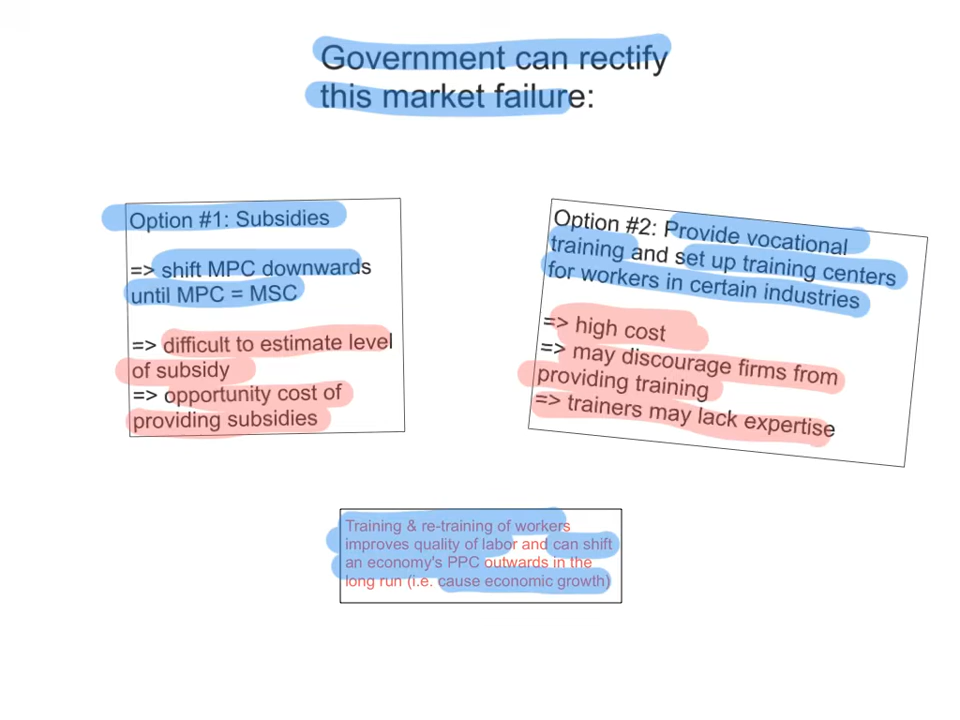 Government can rectify
this market failure:
Option #1: Subsidies
=> shift MPC downwards
until MPC = MSC
=> difficult to estimate level
of subsidy
=> opportunity cost of
providing subsidies
Option #2: Provide vocational
training and set up training centers
for workers in certain industries
=> high cost
=> may discourage firms from
providing training
=> trainers may lack expertise
Training & re-training of workers
improves quality of labor and can shift
an economy's PPC outwards in the
long run (i.e. cause economic growth)